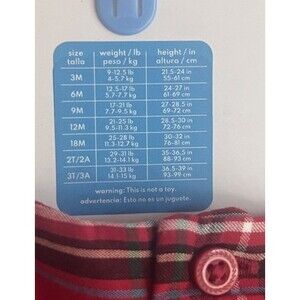 size weight / lb height / in
talla peso / kg altura / cm
3M 9-12.5 lb 21.5-24 in
4-5.7 kg 55-61 cm
6M 12.5-17 lb 24-27 in
5.7-7.7 kg 61-69 cm
9M 17-21 lb 27-28.5 in
7.7-9.5 kg 69-72 cm
12M 21-25 lb 28.5-30 in
9.5-11.3 kg 72-76 cm
18M 25-28 lb 30-32 in
11.3-12.7 kg 76-81 cm
2T/2A 29-31 lb 35-36.5 in
13.2-14.1 kg 88-93 cm
3T/3A 31-33 lb 36.5-39 in
14.1-15 kg 93-99 cm
warning: This is not a toy.
advertencia: Esto no es un juguete.